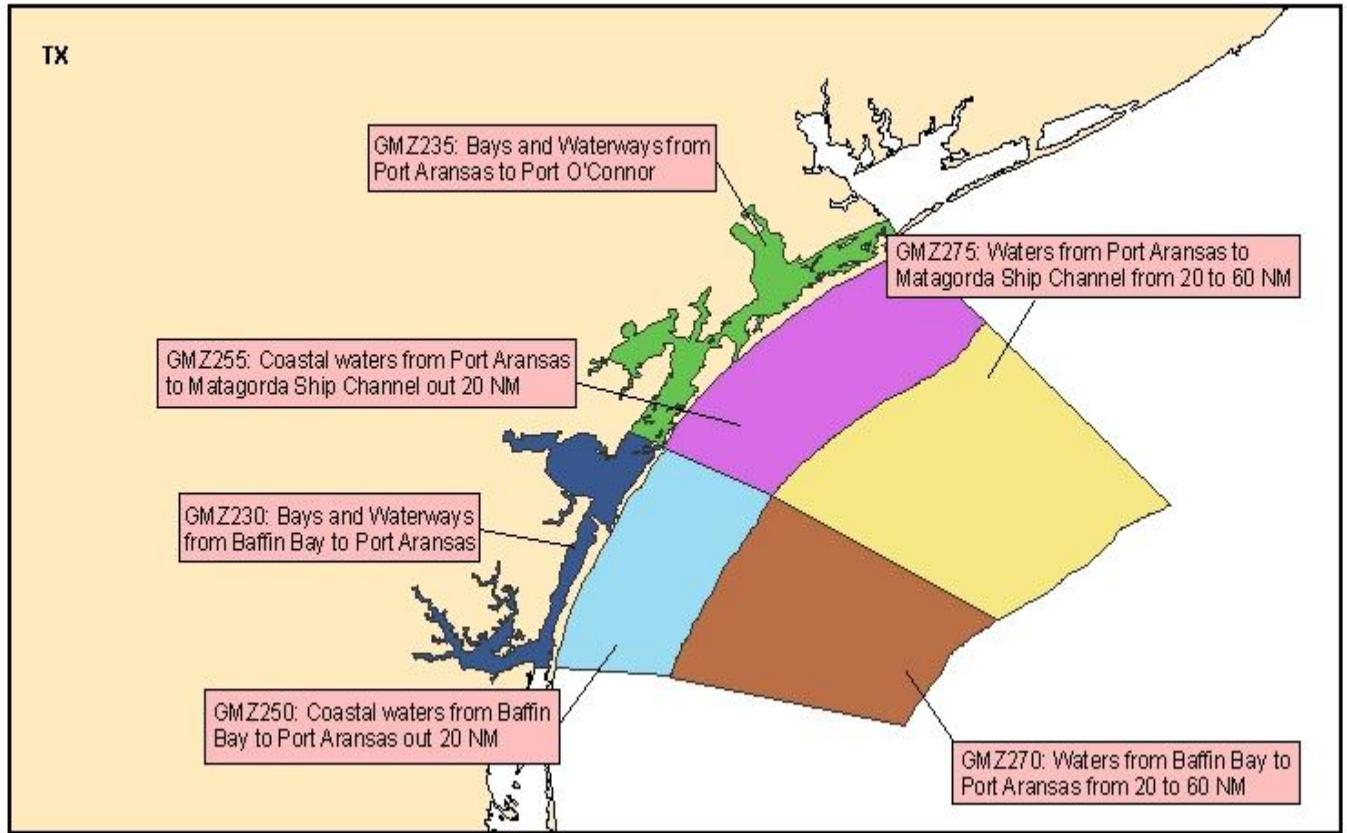 TX
GMZ235: Bays and Waterways from
Port Aransas to Port O'Connor
GMZ275: Waters from Port Aransas to
Matagorda Ship Channel from 20 to 60 NM
GMZ255: Coastal waters from Port Aransas
to Matagorda Ship Channel out 20 NM
GMZ230: Bays and Waterways
from Baffin Bay to Port Aransas
GMZ250: Coastal waters from Baffin
Bay to Port Aransas out 20 NM
GMZ270: Waters from Baffin Bay to
Port Aransas from 20 to 60 NM